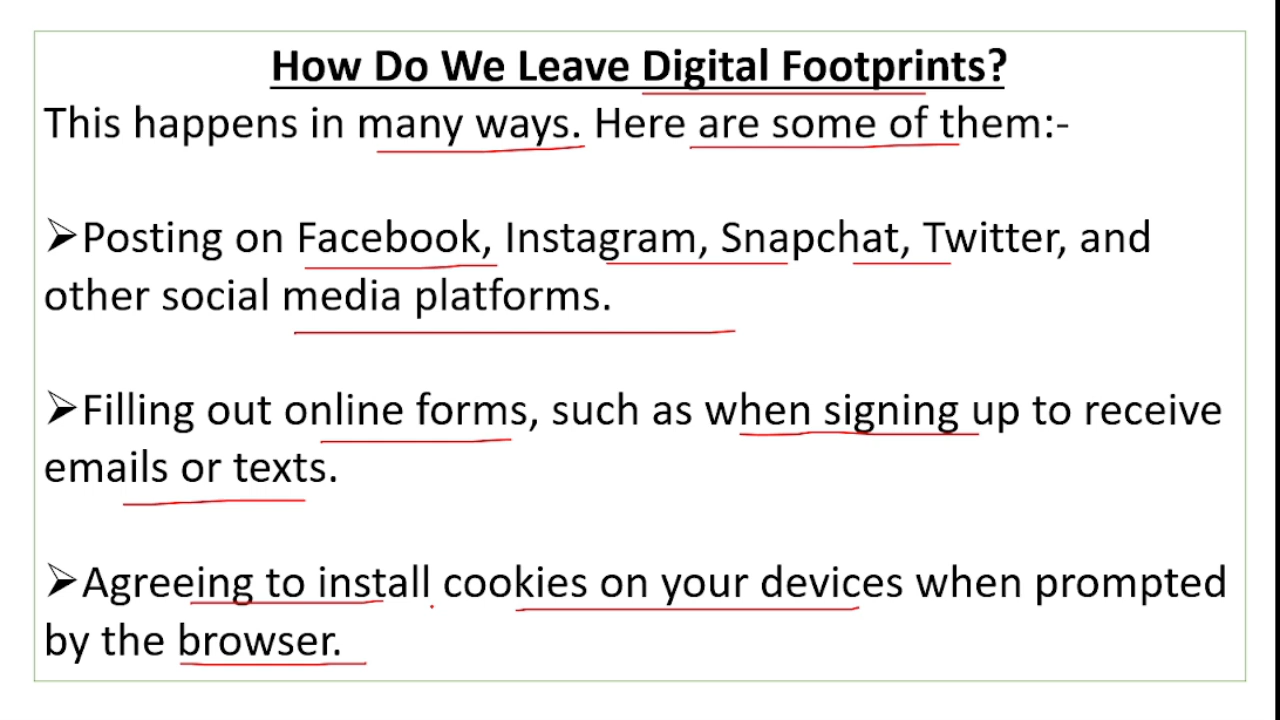 How Do We Leave Digital Footprints?
This happens in many ways. Here are some of them:-
➢Posting on Facebook, Instagram, Snapchat, Twitter, and
other social media platforms.
➢Filling out online forms, such as when signing up to receive
emails or texts.
➢Agreeing to install cookies on your devices when prompted
by the browser.